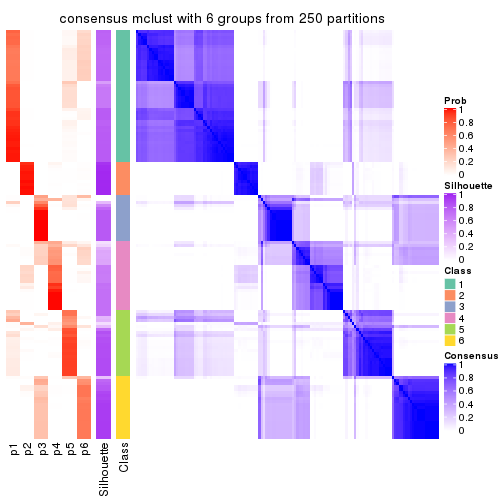 consensus mclust with 6 groups from 250 partitions
Prob
1
0.8
0.6
0.4
0.2
0
Silhouette
1
0.8
0.6
0.4
0.2
0
Class
1
2
3
4
5
6
Consensus
1
0.8
0.6
0.4
0.2
0
p1
p2
p3
p4
p5
p6
Silhouette
Class